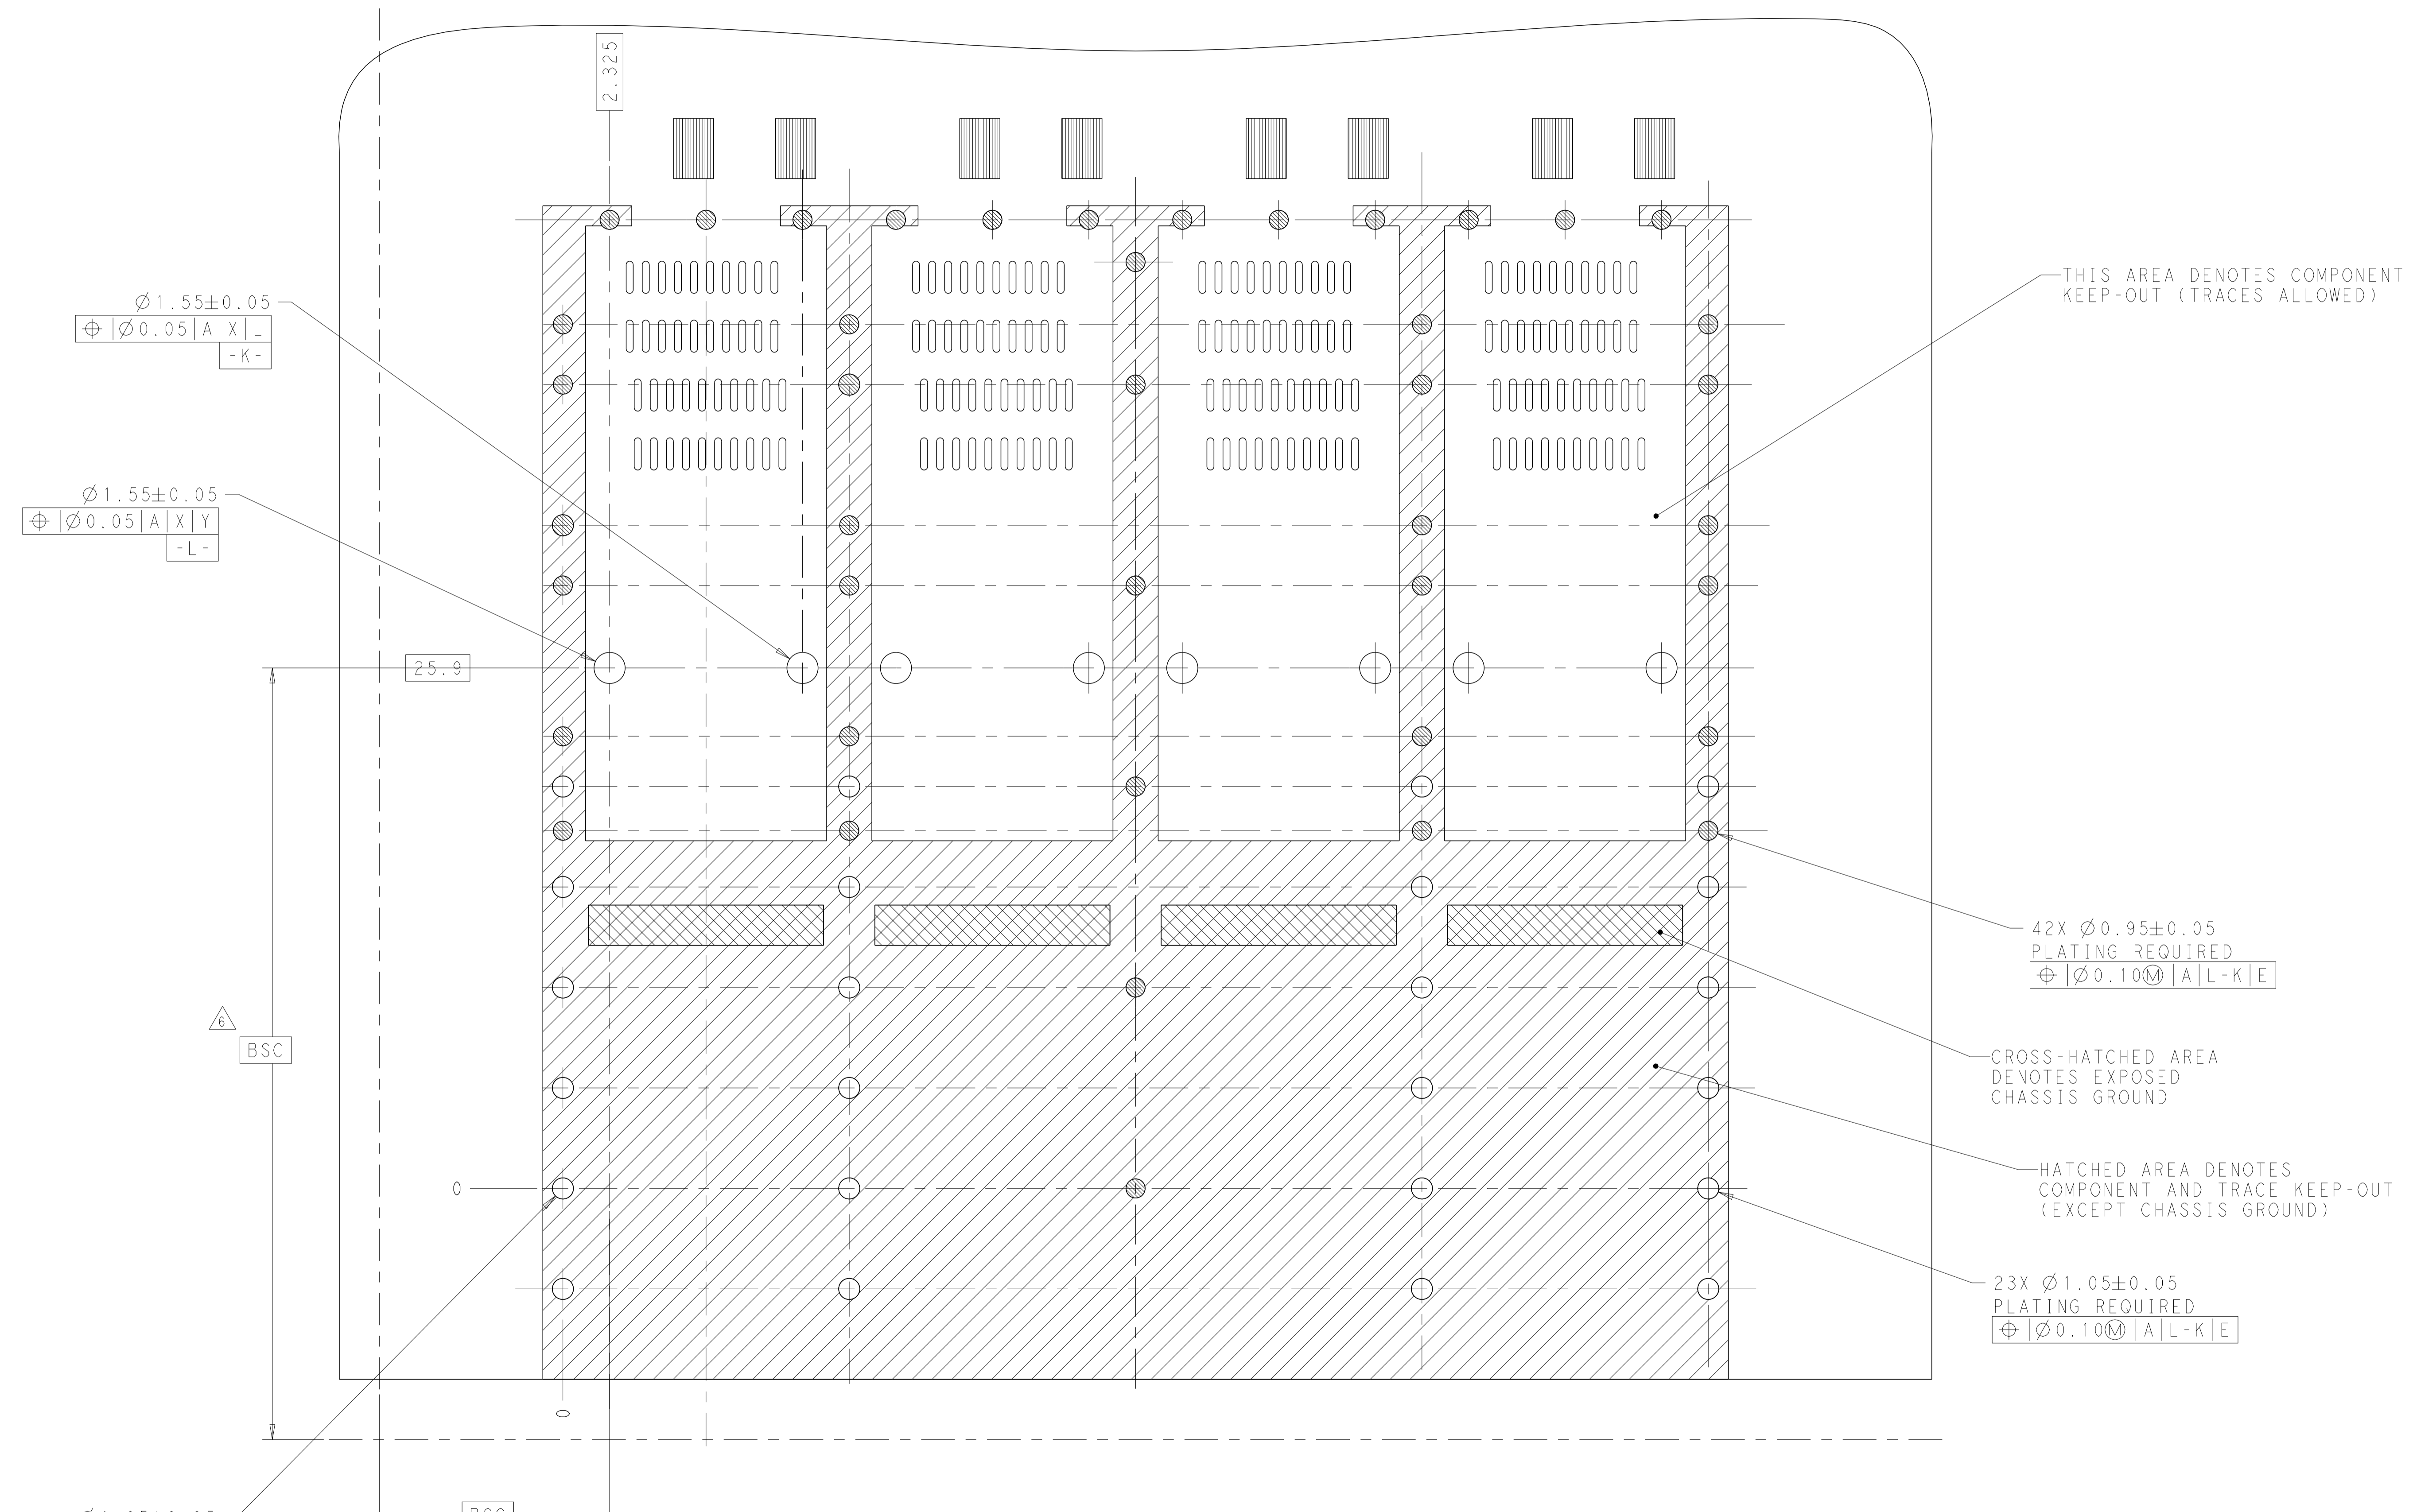 2.325
THIS AREA DENOTES COMPONENT
KEEP-OUT (TRACES ALLOWED)
Ø1.55±0.05
⌖ Ø0.05 A X L
-K-
Ø1.55±0.05
⌖ Ø0.05 A X Y
-L-
25.9
42X Ø0.95±0.05
PLATING REQUIRED
⌖ Ø0.10Ⓜ A L-K E
6
BSC
CROSS-HATCHED AREA
DENOTES EXPOSED
CHASSIS GROUND
HATCHED AREA DENOTES
COMPONENT AND TRACE KEEP-OUT
(EXCEPT CHASSIS GROUND)
0
23X Ø1.05±0.05
PLATING REQUIRED
⌖ Ø0.10Ⓜ A L-K E
0